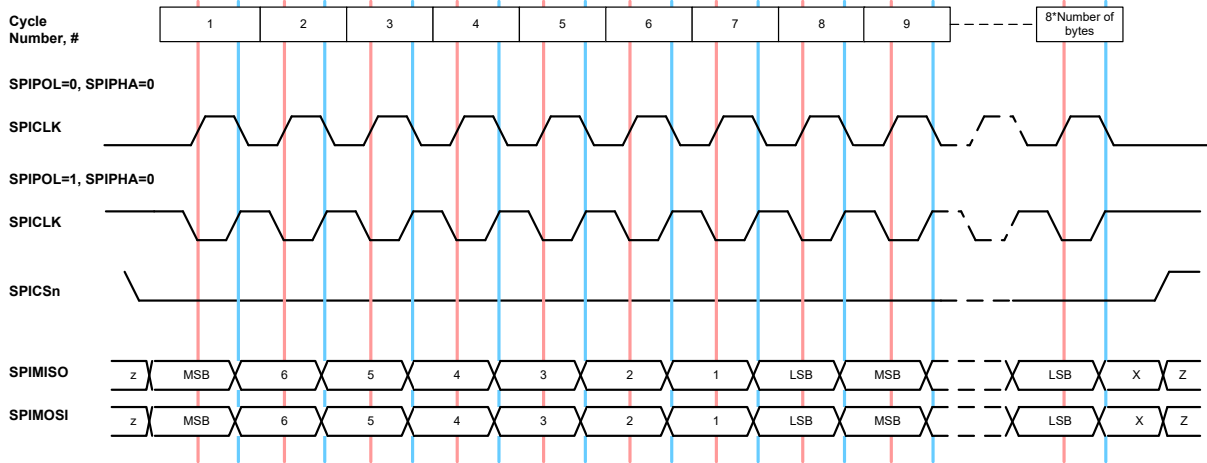 Cycle
Number, #
1 2 3 4 5 6 7 8 9 8*Number of
bytes
SPIPOL=0, SPIPHA=0
SPICLK
SPIPOL=1, SPIPHA=0
SPICLK
SPICSn
SPIMISO z MSB 6 5 4 3 2 1 LSB MSB LSB X Z
SPIMOSI z MSB 6 5 4 3 2 1 LSB MSB LSB X Z